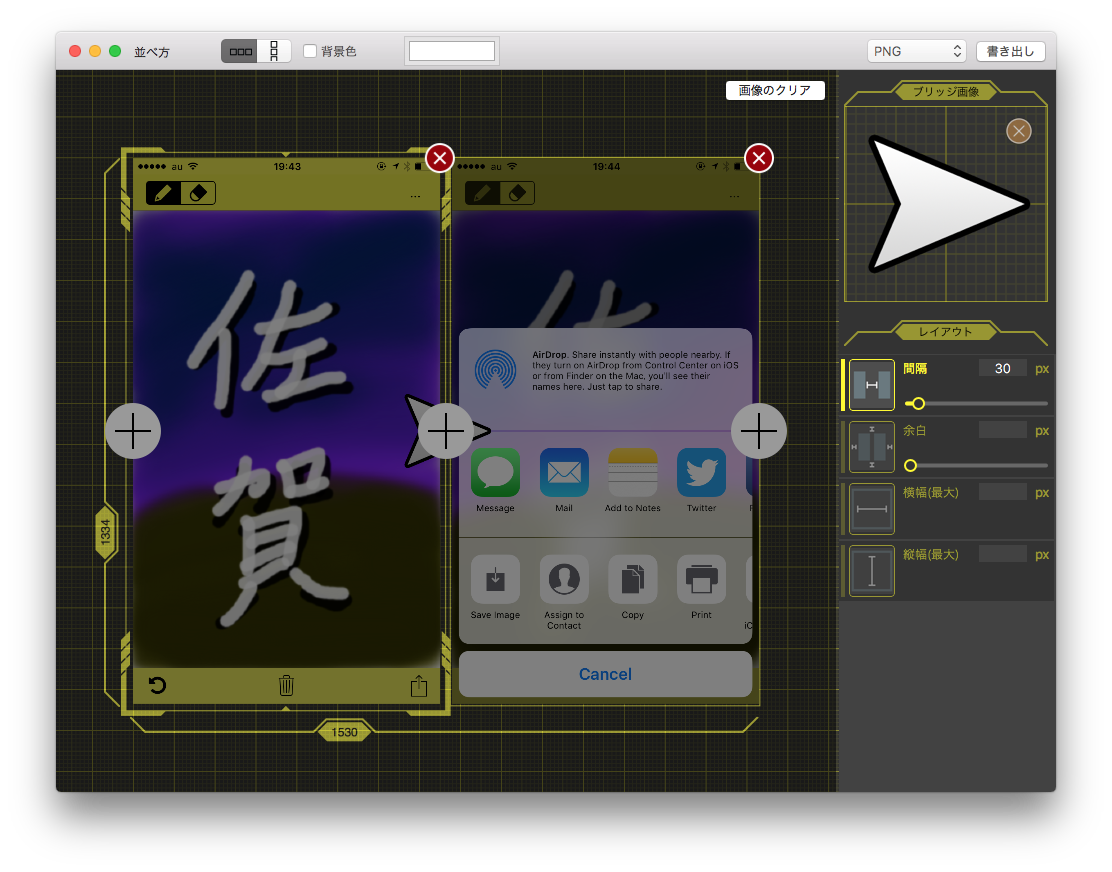 並べ方
背景色
PNG
書き出し
画像のクリア
ブリッジ画像
au
19:43
au
19:44
...
...
佐
賀
AirDrop. Share instantly with people nearby. If
they turn on AirDrop from Control Center on iOS
or from Finder on the Mac, you'll see their
names here. Just tap to share.
Message
Mail
Add to Notes
Twitter
Save Image
Assign to
Contact
Copy
Print
Cancel
1334
1530
レイアウト
間隔
30
px
余白
px
横幅(最大)
px
縦幅(最大)
px